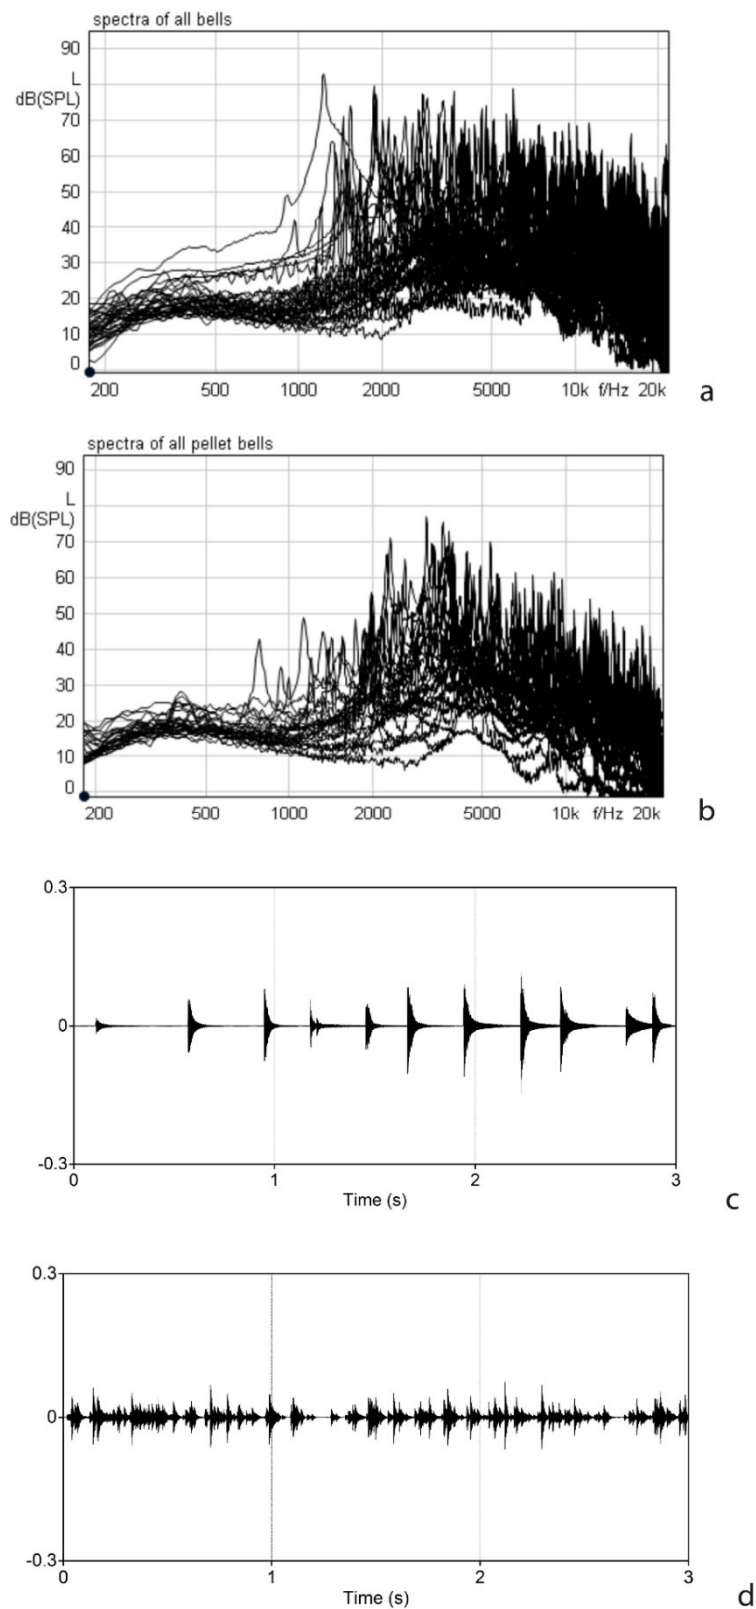 spectra of all bells
90
L
dB(SPL)
70
60
50
40
30
20
10
0
200 500 1000 2000 5000 10k f/Hz 20k
a
spectra of all pellet bells
90
L
dB(SPL)
70
60
50
40
30
20
10
0
200 500 1000 2000 5000 10k f/Hz 20k
b
0.3
0
-0.3
0 1 2 3
Time (s)
c
0.3
0
-0.3
0 1 2 3
Time (s)
d